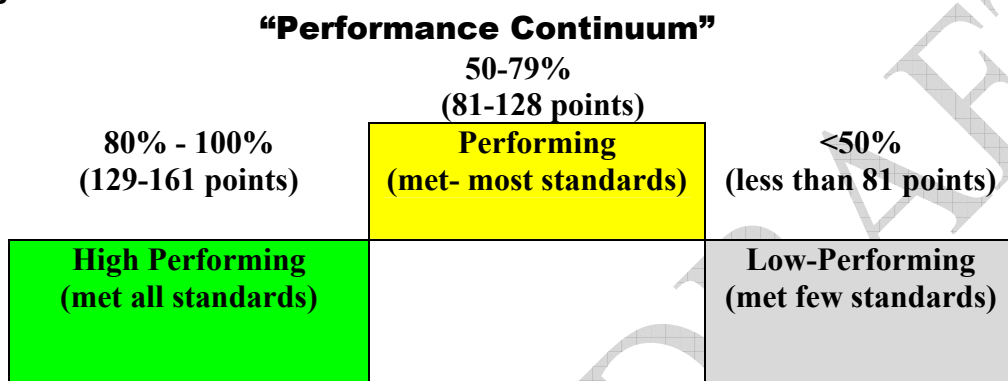 “Performance Continuum”
50-79%
(81-128 points)
80% - 100%
(129-161 points)
Performing
(met- most standards)
<50%
(less than 81 points)
High Performing
(met all standards)
Low-Performing
(met few standards)
DRAFT